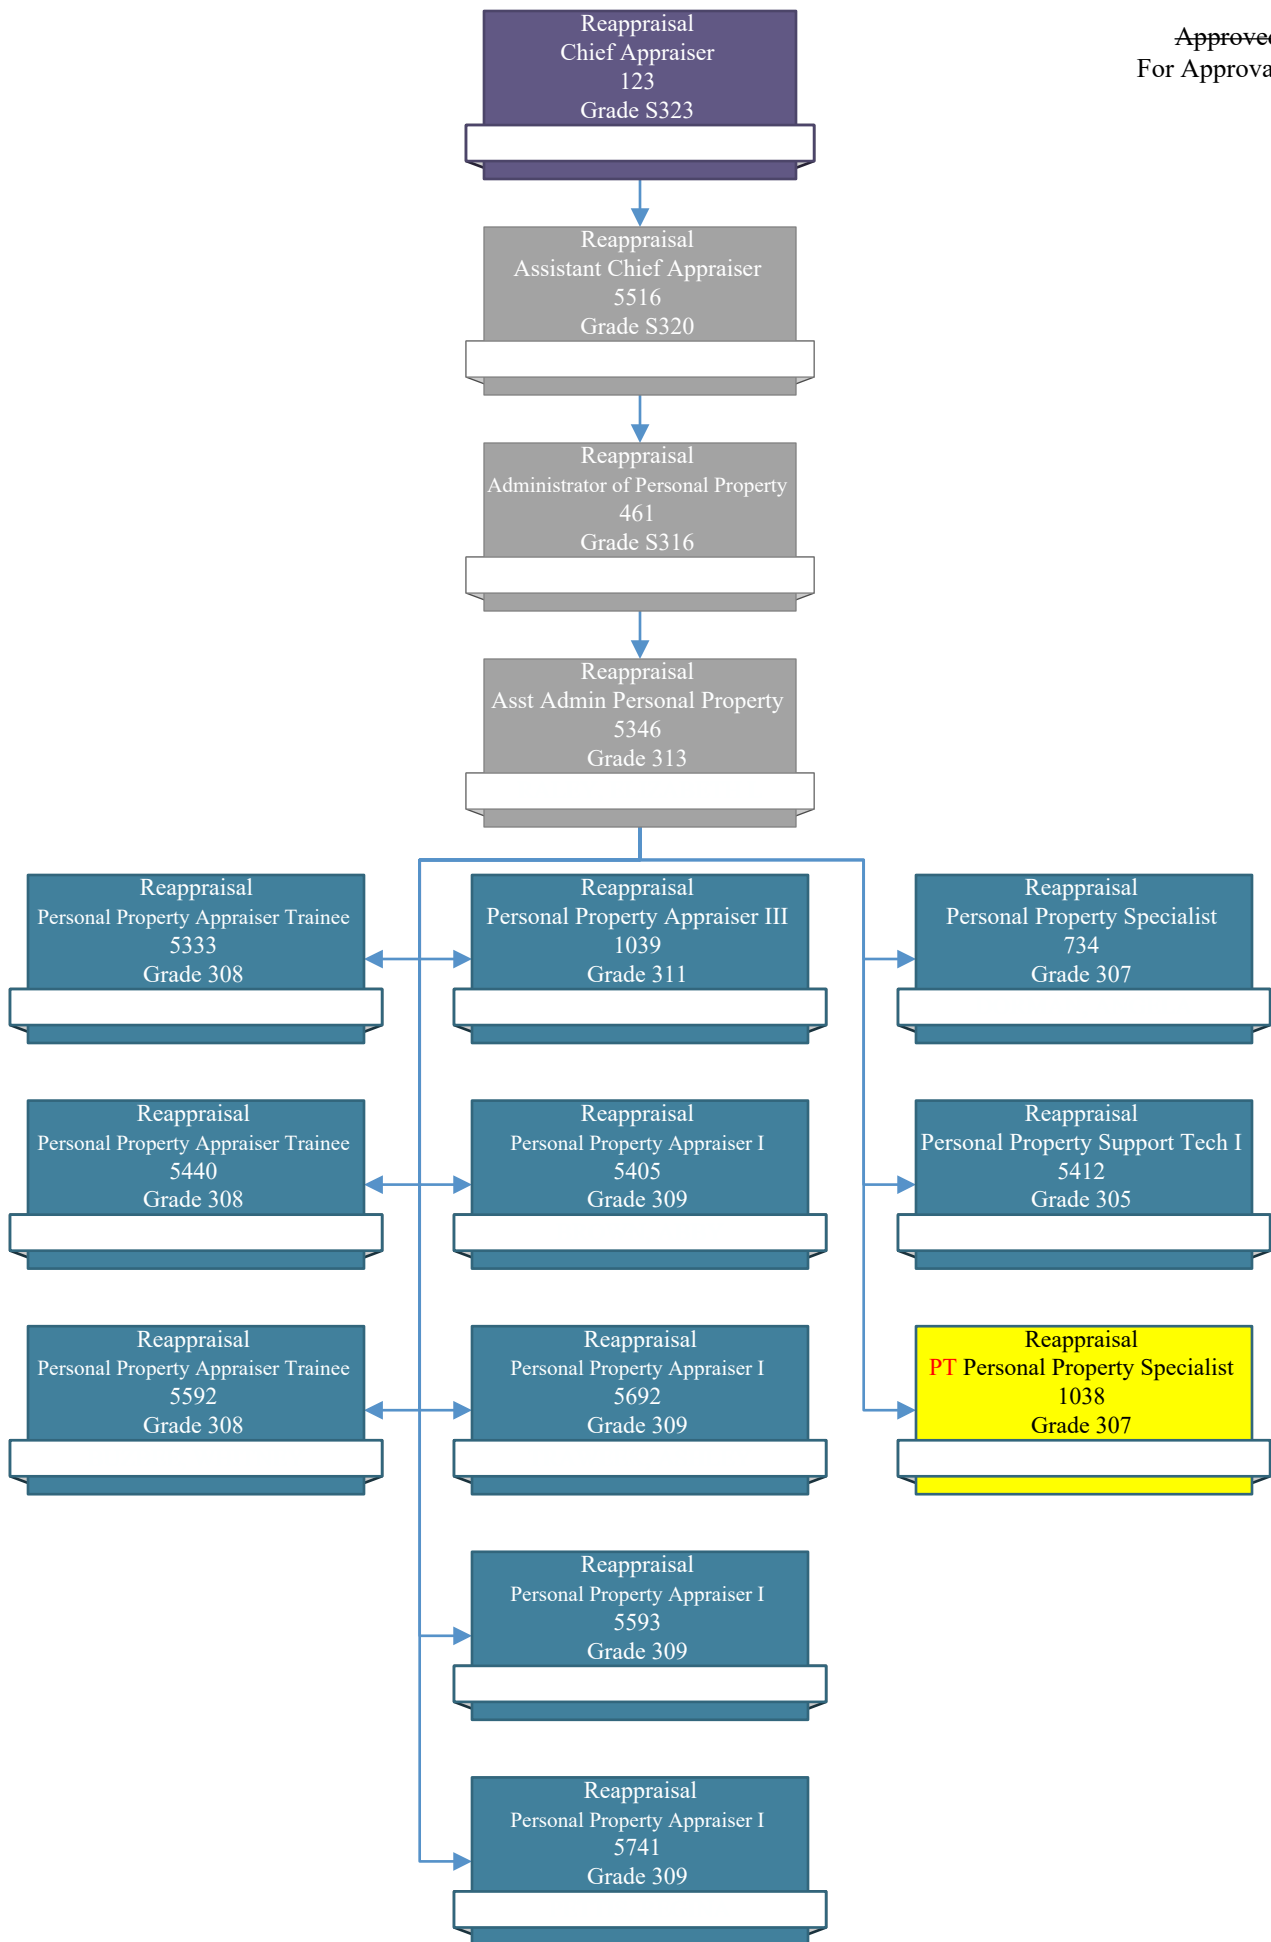 Reappraisal
Chief Appraiser
123
Grade S323
For
Reappraisal
Assistant Chief Appraiser
5516
Grade S320
Reappraisal
Administrator of Personal Property
461
Grade S316
Reappraisal
Asst Admin Personal Property
5346
Grade 313
Reappraisal
Personal Property Appraiser Trainee
5333
Grade 308
Reappraisal
Personal Property Appraiser III
1039
Grade 311
Reappraisal
Personal Property Specialist
734
Grade 307
Reappraisal
Personal Property Appraiser Trainee
5440
Grade 308
Reappraisal
Personal Property Appraiser I
5405
Grade 309
Reappraisal
Personal Property Support Tech I
5412
Grade 305
Reappraisal
Personal Property Appraiser Trainee
5592
Grade 308
Reappraisal
Personal Property Appraiser I
5692
Grade 309
Reappraisal
PT Personal Property Specialist
1038
Grade 307
Reappraisal
Personal Property Appraiser I
5593
Grade 309
Reappraisal
Personal Property Appraiser I
5741
Grade 309